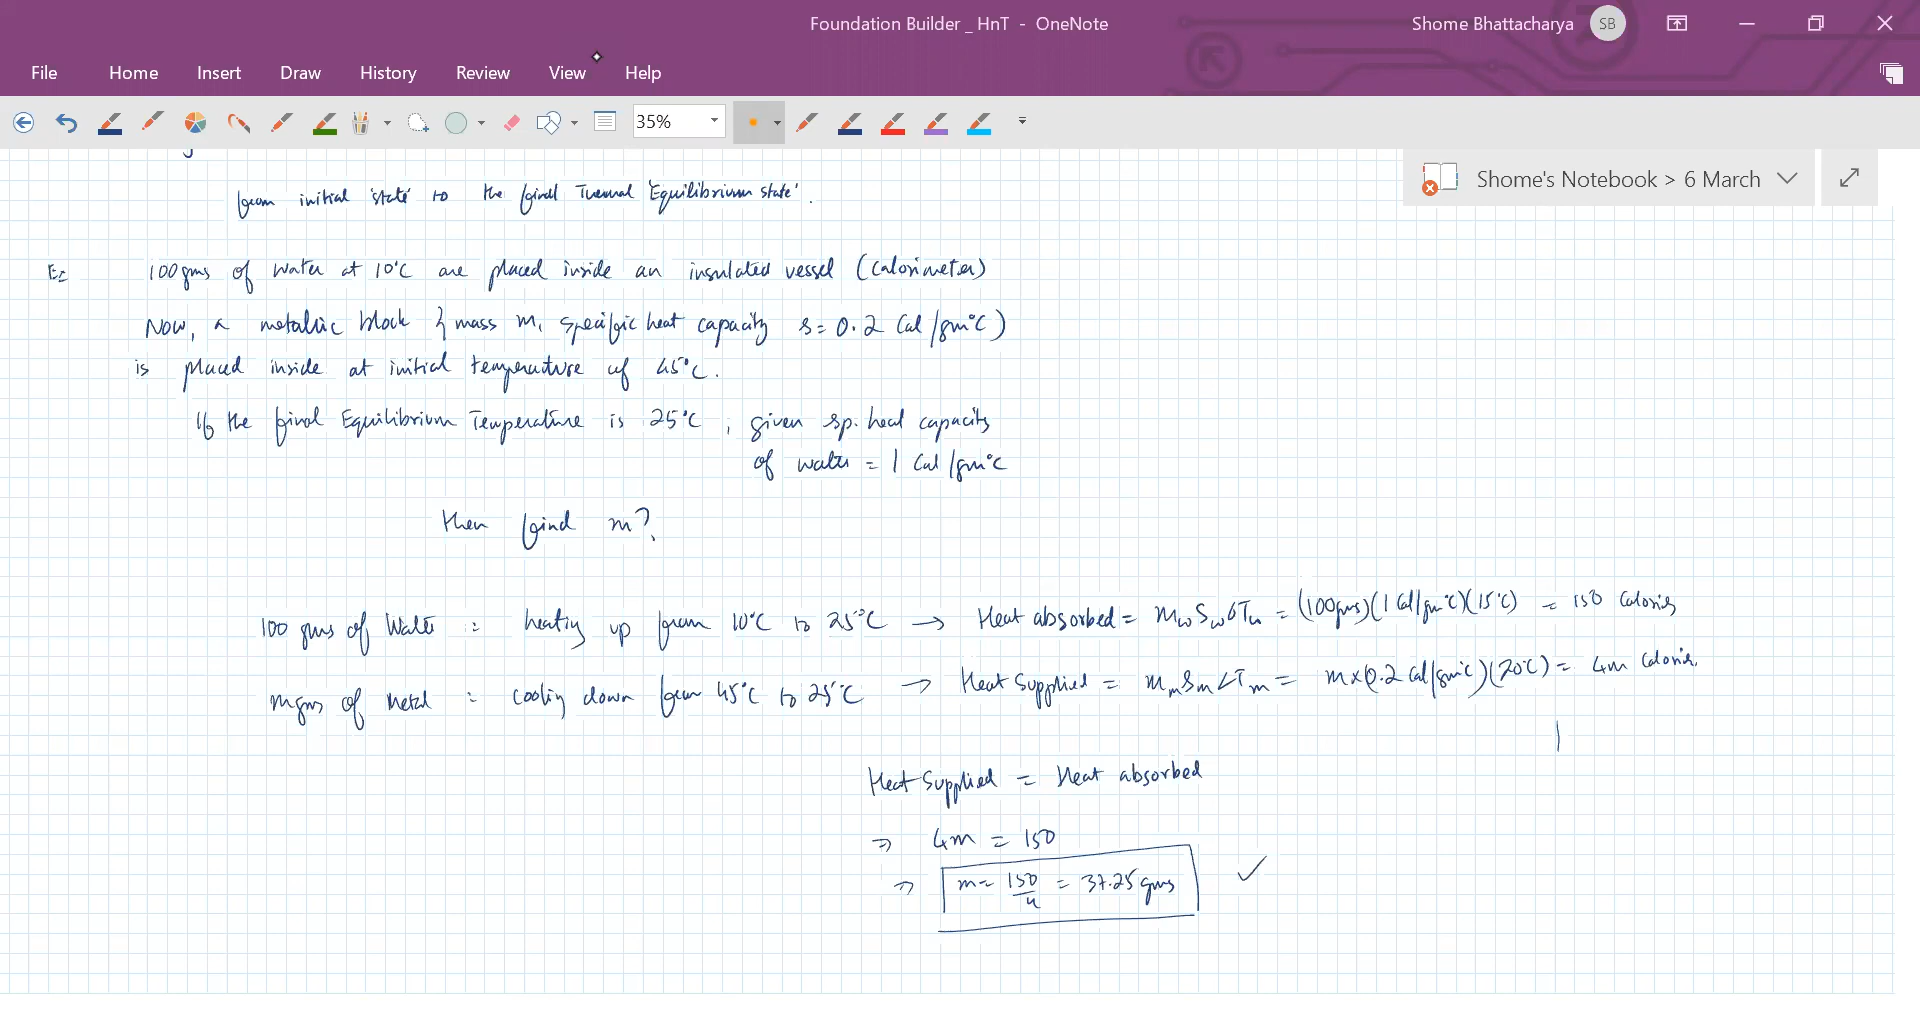 Foundation Builder _ HnT - OneNote
Shome Bhattacharya SB
File Home Insert Draw History Review View Help
35%
Shome's Notebook > 6 March
from initial 'state' to the final Thermal 'Equilibrium state'.
Ex 100 gms of water at 10°C are placed inside an insulated vessel (Calorimeter)
Now, a metallic block { mass m, specific heat capacity s = 0.2 Cal/gm°C)
is placed inside at initial temperature of 45°C.
If the final Equilibrium Temperature is 25°C, given sp. heat capacity
of water = 1 Cal/gm°C
then find m?
100 gms of Water : heating up from 10°C to 25°C → Heat absorbed = mwSwΔTw = (100gms)(1 Cal/gm°C)(15°C) = 150 Calories
m gms of Metal : cooling down from 45°C to 25°C → Heat Supplied = mmSmΔTm = m×(0.2 cal/gm°C)(20°C) = 4m Calories.
Heat Supplied = Heat absorbed
⇒ 4m = 150
⇒ m = 150/4 = 37.25 gms ✓